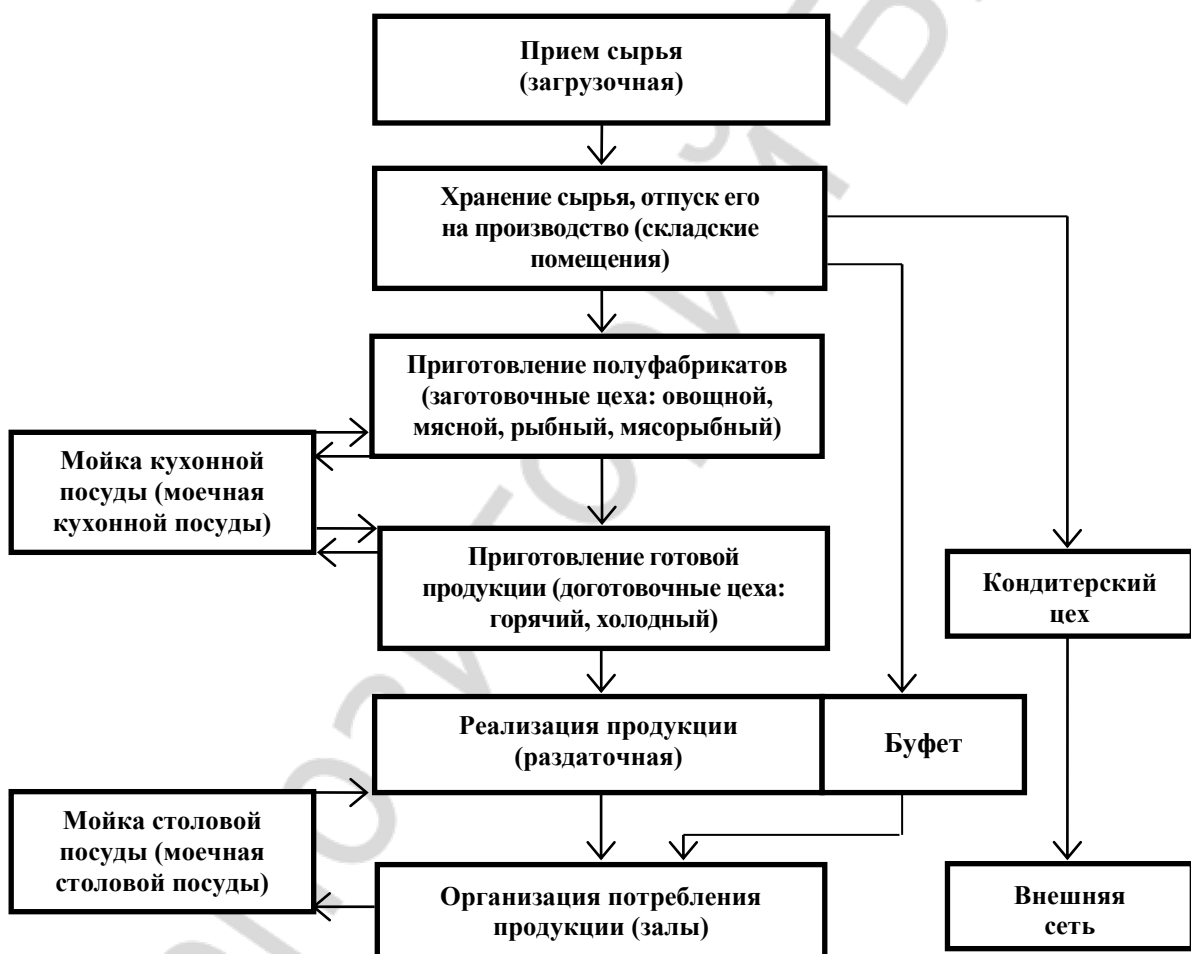 Прием сырья
(загрузочная)
Хранение сырья, отпуск его
на производство (складские
помещения)
Приготовление полуфабрикатов
(заготовочные цеха: овощной,
мясной, рыбный, мясорыбный)
Мойка кухонной
посуды (моечная
кухонной посуды)
Приготовление готовой
продукции (доготовочные цеха:
горячий, холодный)
Кондитерский
цех
Реализация продукции
(раздаточная)
Буфет
Мойка столовой
посуды (моечная
столовой посуды)
Организация потребления
продукции (залы)
Внешняя
сеть